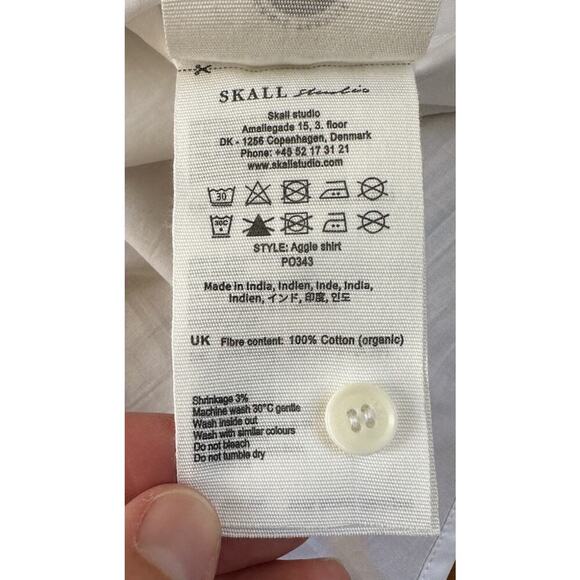 SKALL studio
Skall studio
Amaliegade 15, 3. floor
DK - 1256 Copenhagen, Denmark
Phone: +45 52 17 31 21
www.skallstudio.com
30
30C
STYLE: Aggie shirt
PO343
Made in India, Indien, Inde, India,
Indien, インド, 印度, 인도
UK Fibre content: 100% Cotton (organic)
Shrinkage 3%
Machine wash 30°C gentle
Wash inside out
Wash with similar colours
Do not bleach
Do not tumble dry